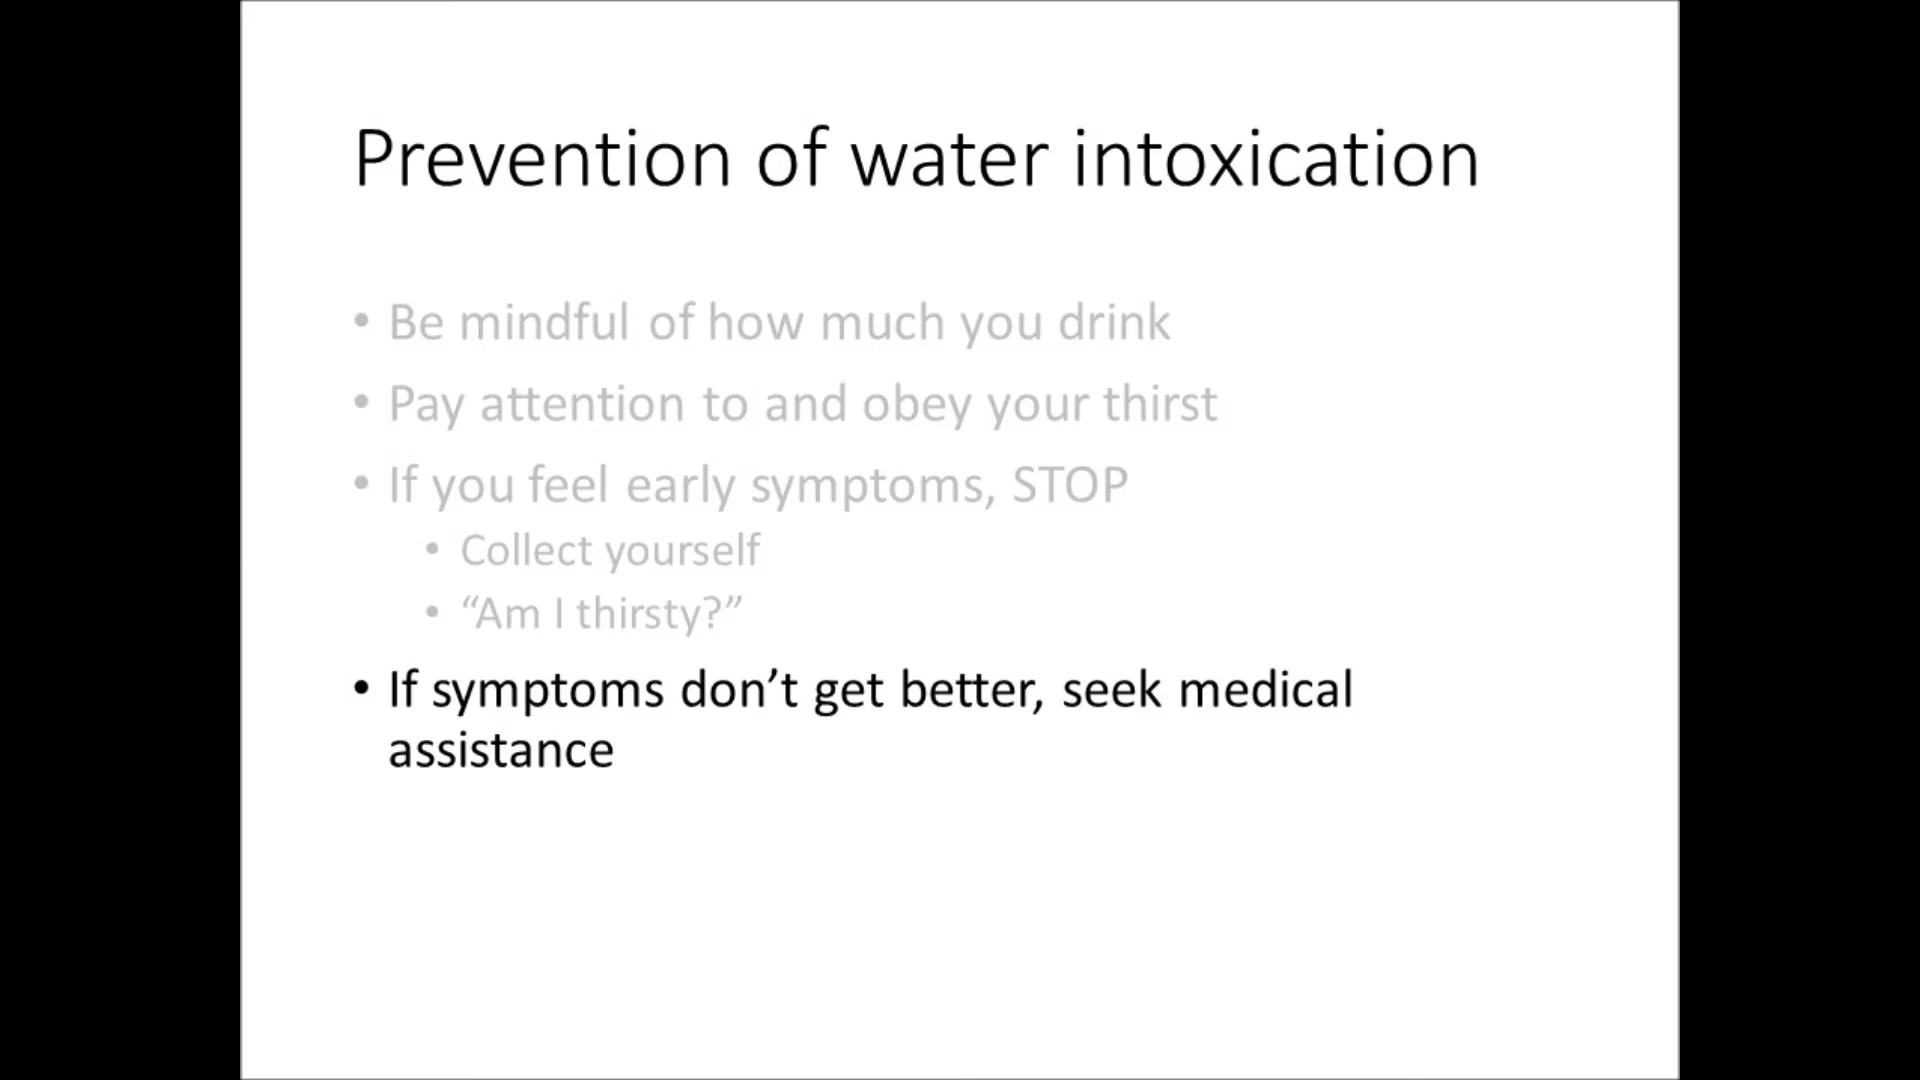 Prevention of water intoxication
• Be mindful of how much you drink
• Pay attention to and obey your thirst
• If you feel early symptoms, STOP
• Collect yourself
• “Am I thirsty?”
• If symptoms don’t get better, seek medical
assistance